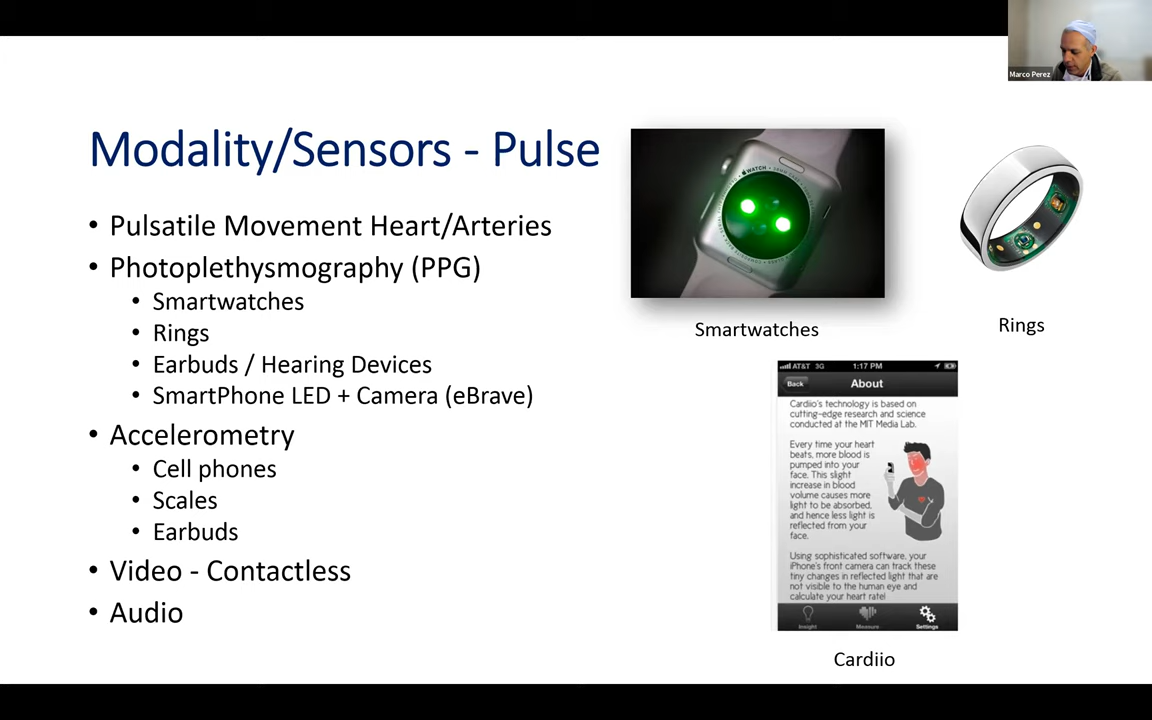 Marco Perez
Modality/Sensors - Pulse
• Pulsatile Movement Heart/Arteries
• Photoplethysmography (PPG)
• Smartwatches
• Rings
• Earbuds / Hearing Devices
• SmartPhone LED + Camera (eBrave)
• Accelerometry
• Cell phones
• Scales
• Earbuds
• Video - Contactless
• Audio
WATCH
Smartwatches
Rings
AT&T 3G 1:17 PM
Back About
Cardiio's technology is based on
cutting-edge research and science
conducted at the MIT Media Lab.
Every time your heart
beats, more blood is
pumped into your
face. This slight
increase in blood
volume causes more
light to be absorbed,
and hence less light is
reflected from your
face.
Using sophisticated software, your
iPhone's front camera can track these
tiny changes in reflected light that are
not visible to the human eye and
calculate your heart rate!
Insight Measure Settings
Cardiio